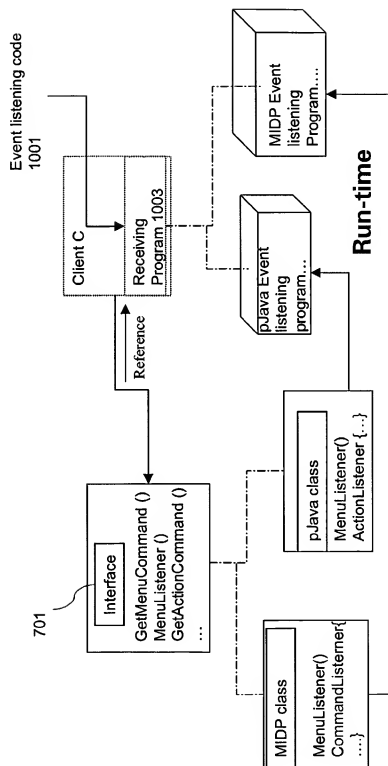 Event listening code
1001
Client C
Receiving
Program 1003
Reference
701
Interface
GetMenuCommand ()
MenuListener ()
GetActionCommand ()
...
MIDP class
MenuListener()
CommandListerner{
....}
pJava class
MenuListener()
ActionListener {...}
pJava Event
listening
program...
MIDP Event
listening
Program....
Run-time